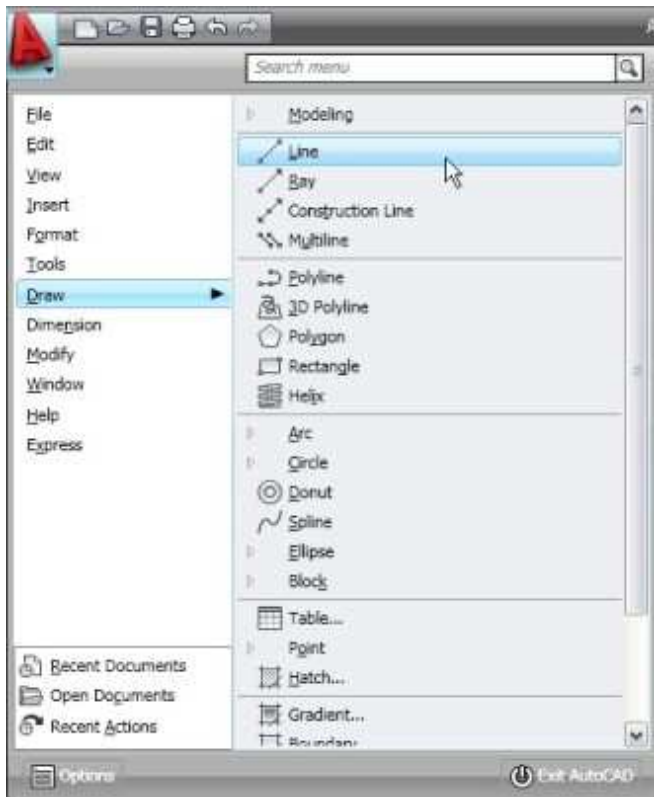 A
Search menu
File
Edit
View
Insert
Format
Tools
Draw
Dimension
Modify
Window
Help
Express
Recent Documents
Open Documents
Recent Actions
Modeling
Line
Ray
Construction Line
Multiline
Polyline
3D Polyline
Polygon
Rectangle
Helix
Arc
Circle
Donut
Spline
Ellipse
Block
Table...
Point
Hatch...
Gradient...
Boundary
Options
Exit AutoCAD